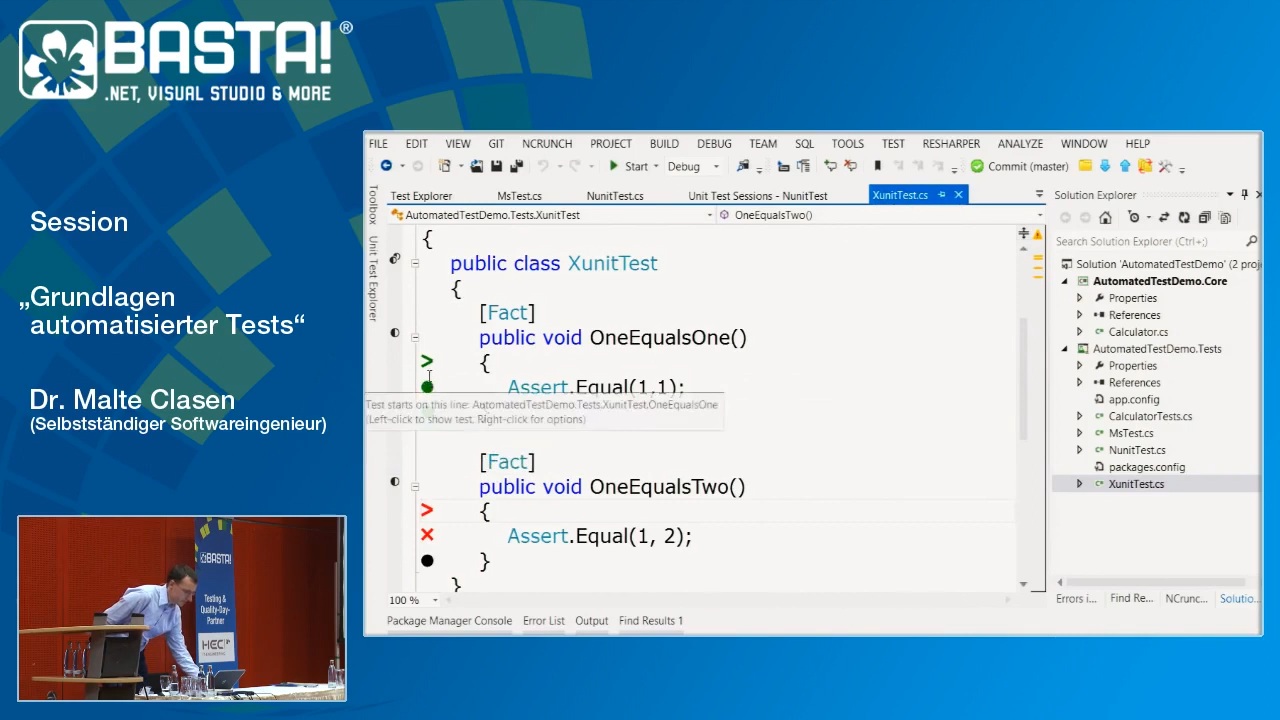 BASTA!®
.NET, VISUAL STUDIO & MORE
Session
„Grundlagen
automatisierter Tests“
Dr. Malte Clasen
(Selbstständiger Softwareingenieur)
BASTA!
Testing &
Quality-Day-
Partner
HEC
FILE EDIT VIEW GIT NCRUNCH PROJECT BUILD DEBUG TEAM SQL TOOLS TEST RESHARPER ANALYZE WINDOW HELP
Start Debug Commit (master)
Toolbox
Unit Test Explorer
Test Explorer MsTest.cs NunitTest.cs Unit Test Sessions - NunitTest XunitTest.cs
AutomatedTestDemo.Tests.XunitTest OneEqualsTwo()
{
public class XunitTest
{
[Fact]
public void OneEqualsOne()
{
Assert.Equal(1,1);
Test starts on this line: AutomatedTestDemo.Tests.XunitTest.OneEqualsOne
(Left-click to show test, Right-click for options)
[Fact]
public void OneEqualsTwo()
{
Assert.Equal(1, 2);
}
}
100 %
Package Manager Console Error List Output Find Results 1
Solution Explorer
Search Solution Explorer (Ctrl+;)
Solution 'AutomatedTestDemo' (2 proj
AutomatedTestDemo.Core
Properties
References
Calculator.cs
AutomatedTestDemo.Tests
Properties
References
app.config
CalculatorTests.cs
MsTest.cs
NunitTest.cs
packages.config
XunitTest.cs
Errors i... Find Re... NCrunc... Solutio...